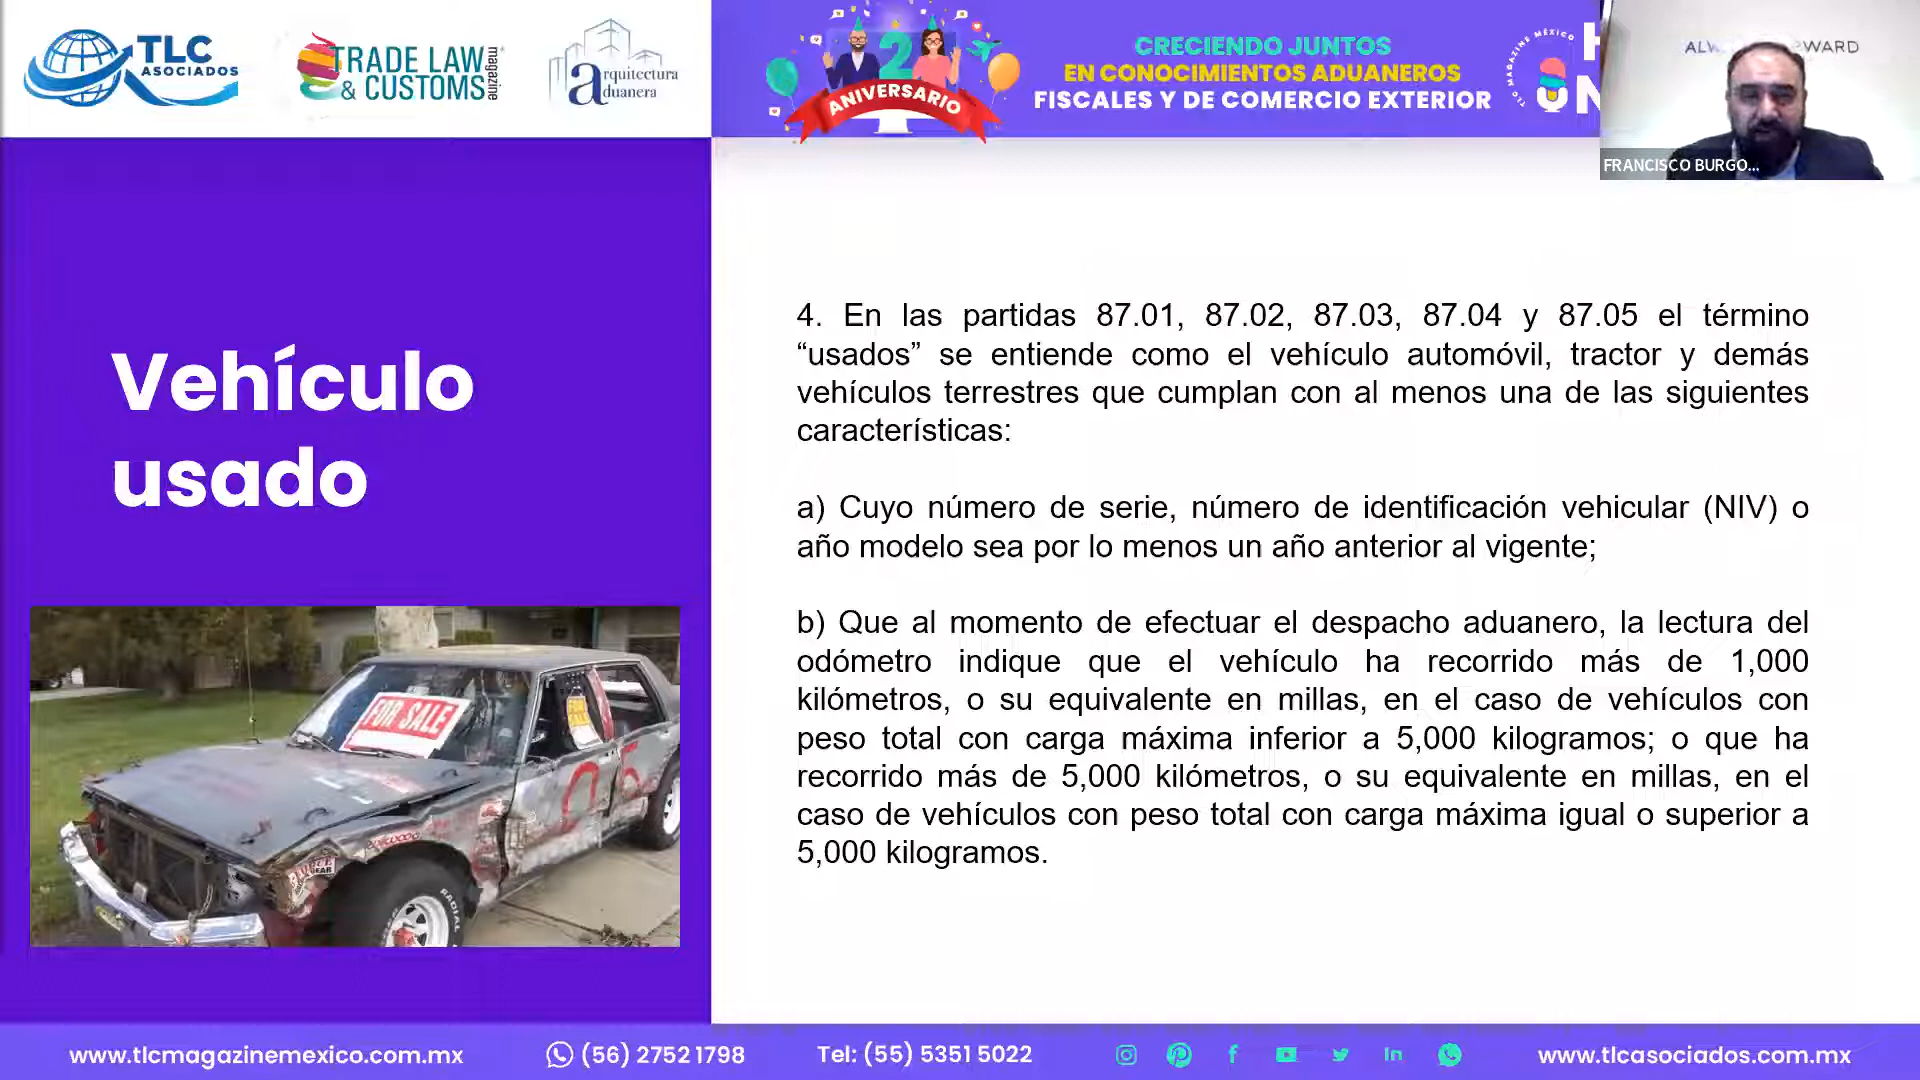 TLC
ASOCIADOS
TRADE LAW
& CUSTOMS
magazine
arquitectura
aduanera
2
ANIVERSARIO
CRECIENDO JUNTOS
EN CONOCIMIENTOS ADUANEROS
FISCALES Y DE COMERCIO EXTERIOR
TLC MAGAZINE MÉXICO
FRANCISCO BURGO...
Vehículo
usado
4. En las partidas 87.01, 87.02, 87.03, 87.04 y 87.05 el término
“usados” se entiende como el vehículo automóvil, tractor y demás
vehículos terrestres que cumplan con al menos una de las siguientes
características:
a) Cuyo número de serie, número de identificación vehicular (NIV) o
año modelo sea por lo menos un año anterior al vigente;
b) Que al momento de efectuar el despacho aduanero, la lectura del
odómetro indique que el vehículo ha recorrido más de 1,000
kilómetros, o su equivalente en millas, en el caso de vehículos con
peso total con carga máxima inferior a 5,000 kilogramos; o que ha
recorrido más de 5,000 kilómetros, o su equivalente en millas, en el
caso de vehículos con peso total con carga máxima igual o superior a
5,000 kilogramos.
FOR SALE
RADIAL
www.tlcmagazinemexico.com.mx
(56) 2752 1798
Tel: (55) 5351 5022
www.tlcasociados.com.mx